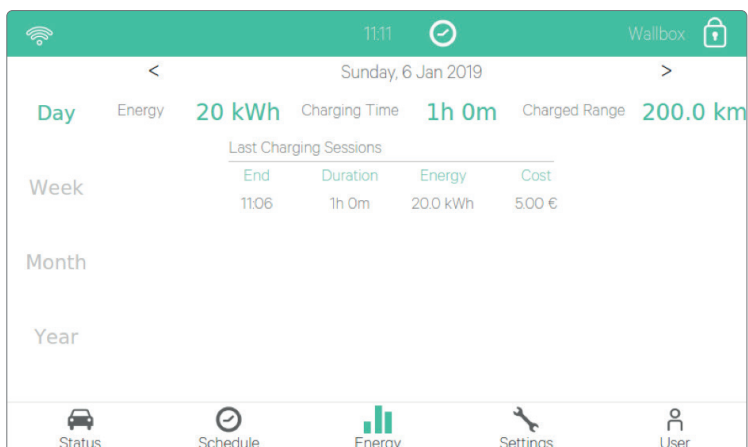 11:11 Wallbox
< Sunday, 6 Jan 2019 >
Day Energy 20 kWh Charging Time 1h 0m Charged Range 200.0 km
Last Charging Sessions
End Duration Energy Cost
11:06 1h 0m 20.0 kWh 5.00 €
Week
Month
Year
Status Schedule Energy Settings User